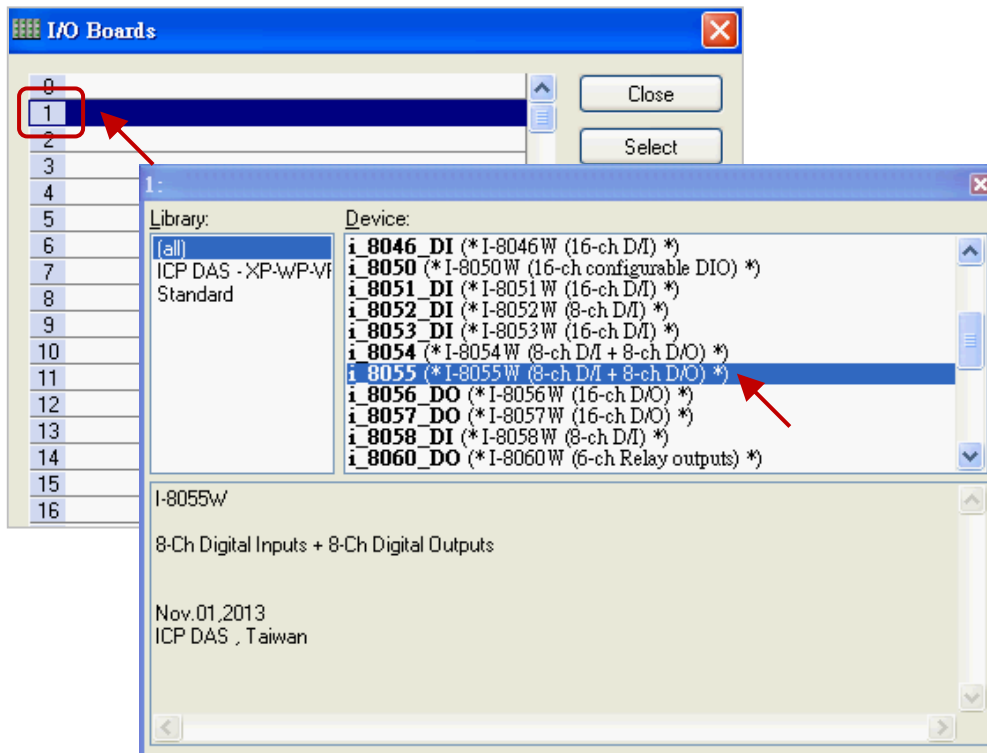 I/O Boards
0
1
2
3
4
5
6
7
8
9
10
11
12
13
14
15
16
Close
Select
1:
Library:
(all)
ICP DAS - XP-WP-VF
Standard
Device:
i_8046_DI (* I-8046W (16-ch D/I) *)
i_8050 (* I-8050W (16-ch configurable DIO) *)
i_8051_DI (* I-8051W (16-ch D/I) *)
i_8052_DI (* I-8052W (8-ch D/I) *)
i_8053_DI (* I-8053W (16-ch D/I) *)
i_8054 (* I-8054W (8-ch D/I + 8-ch D/O) *)
i_8055 (* I-8055W (8-ch D/I + 8-ch D/O) *)
i_8056_DO (* I-8056W (16-ch D/O) *)
i_8057_DO (* I-8057W (16-ch D/O) *)
i_8058_DI (* I-8058W (8-ch D/I) *)
i_8060_DO (* I-8060W (6-ch Relay outputs) *)
I-8055W
8-Ch Digital Inputs + 8-Ch Digital Outputs
Nov.01,2013
ICP DAS , Taiwan